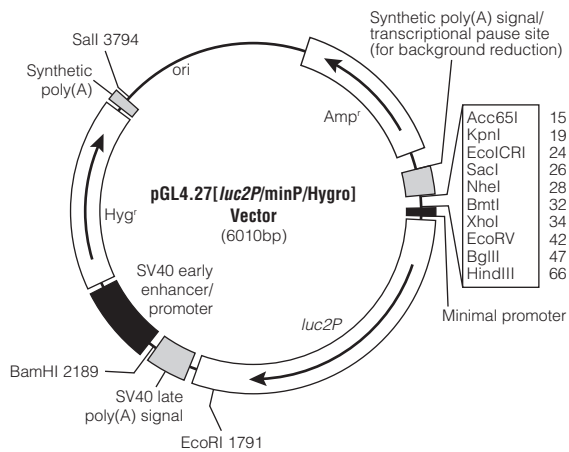 Synthetic poly(A) signal/
transcriptional pause site
(for background reduction)
SalI 3794
Synthetic
poly(A)
ori
Ampʳ
Acc65I 15
KpnI 19
EcoICRI 24
SacI 26
NheI 28
BmtI 32
XhoI 34
EcoRV 42
BglII 47
HindIII 66
pGL4.27[luc2P/minP/Hygro]
Vector
(6010bp)
Hygʳ
SV40 early
enhancer/
promoter
luc2P
Minimal promoter
BamHI 2189
SV40 late
poly(A) signal
EcoRI 1791